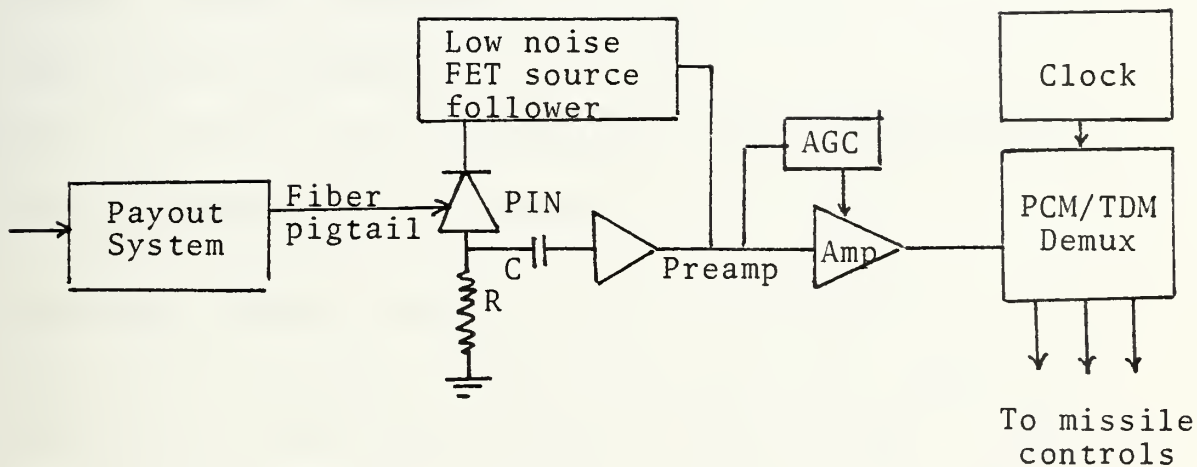 Low noise
FET source
follower
Clock
AGC
Payout
System
Fiber
pigtail
PIN
PCM/TDM
Demux
C
Preamp
Amp
R
To missile
controls